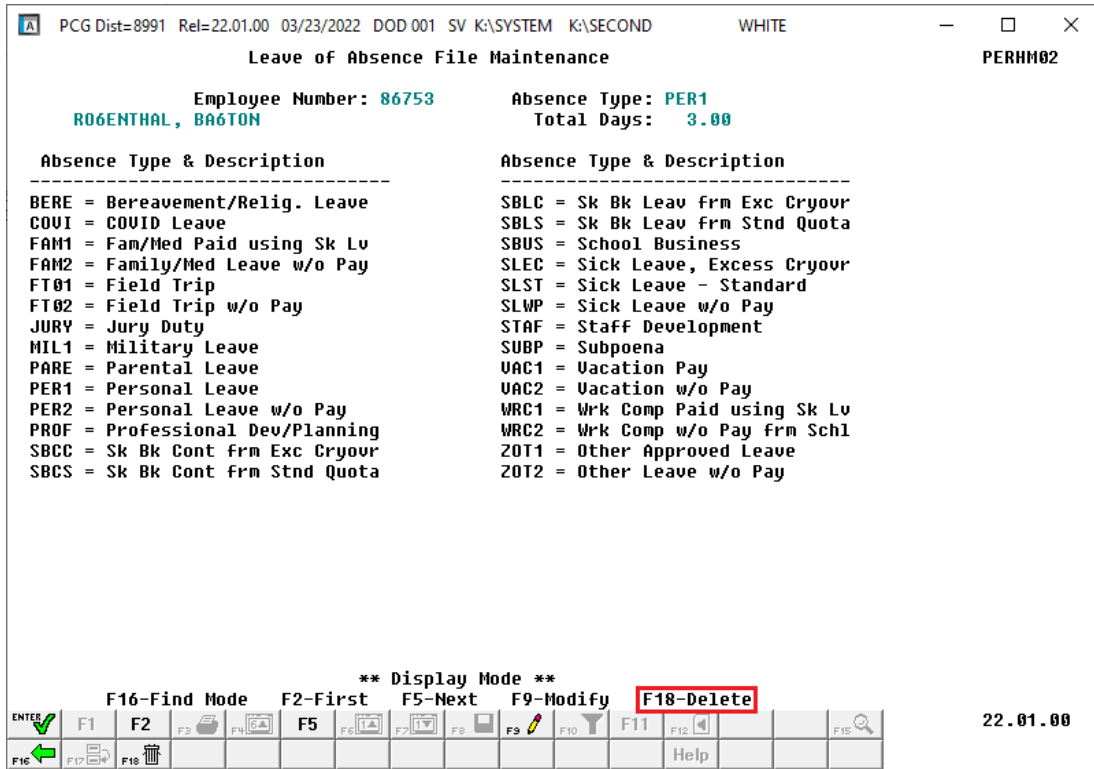 PCG Dist=8991 Rel=22.01.00 03/23/2022 DOD 001 SV K:\SYSTEM K:\SECOND WHITE
Leave of Absence File Maintenance PERHM02
Employee Number: 86753 Absence Type: PER1
RO6ENTHAL, BA6TON Total Days: 3.00
Absence Type & Description Absence Type & Description
BERE = Bereavement/Relig. Leave SBLC = Sk Bk Leav frm Exc Cryovr
COVI = COVID Leave SBLS = Sk Bk Leav frm Stnd Quota
FAM1 = Fam/Med Paid using Sk Lv SBUS = School Business
FAM2 = Family/Med Leave w/o Pay SLEC = Sick Leave, Excess Cryovr
FT01 = Field Trip SLST = Sick Leave - Standard
FT02 = Field Trip w/o Pay SLWP = Sick Leave w/o Pay
JURY = Jury Duty STAF = Staff Development
MIL1 = Military Leave SUBP = Subpoena
PARE = Parental Leave VAC1 = Vacation Pay
PER1 = Personal Leave VAC2 = Vacation w/o Pay
PER2 = Personal Leave w/o Pay WRC1 = Wrk Comp Paid using Sk Lv
PROF = Professional Dev/Planning WRC2 = Wrk Comp w/o Pay frm Schl
SBCC = Sk Bk Cont frm Exc Cryovr ZOT1 = Other Approved Leave
SBCS = Sk Bk Cont frm Stnd Quota ZOT2 = Other Leave w/o Pay
** Display Mode **
F16-Find Mode F2-First F5-Next F9-Modify F18-Delete
ENTER F1 F2 F3 F4 F5 F6 F7 F8 F9 F10 F11 F12 F15 22.01.00
F16 F17 F18 Help